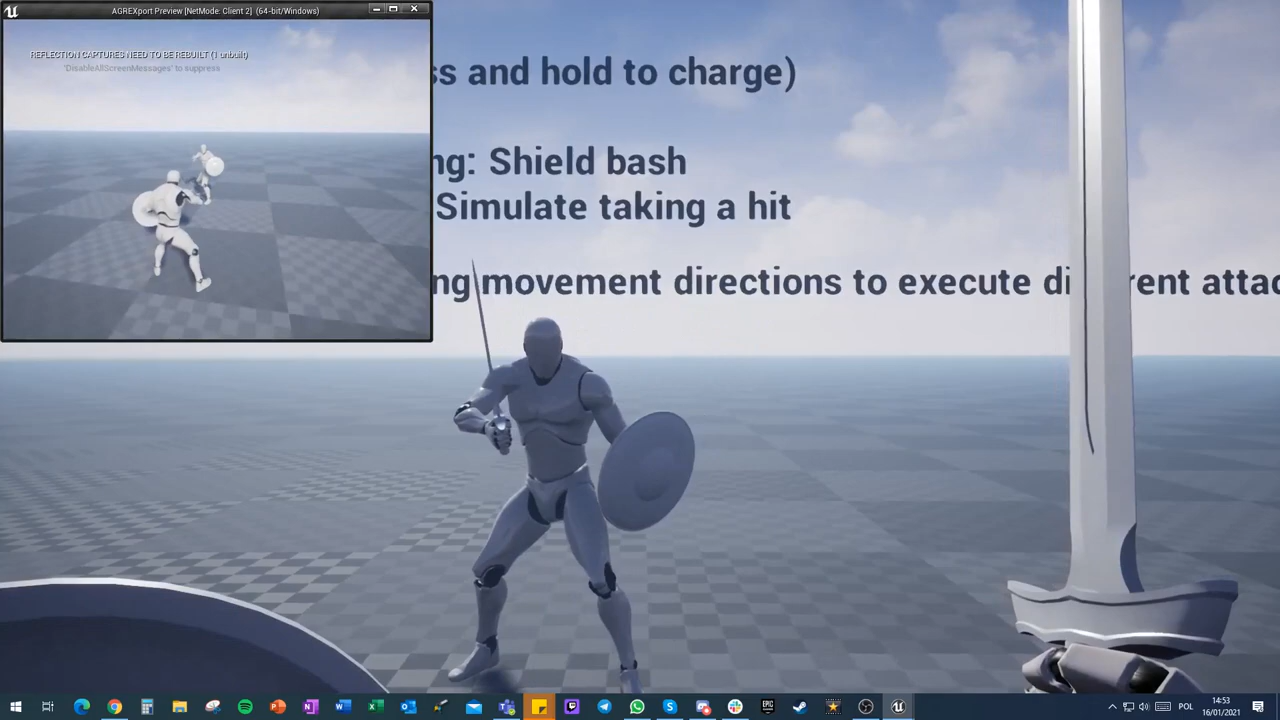 AGREXport Preview [NetMode: Client 2] (64-bit/Windows)
REFLECTION CAPTURES NEED TO BE REBUILT (1 unbuilt)
'DisableAllScreenMessages' to suppress
ss and hold to charge)
ng: Shield bash
Simulate taking a hit
ng movement directions to execute di rent attac
POL
14:53
16/01/2021